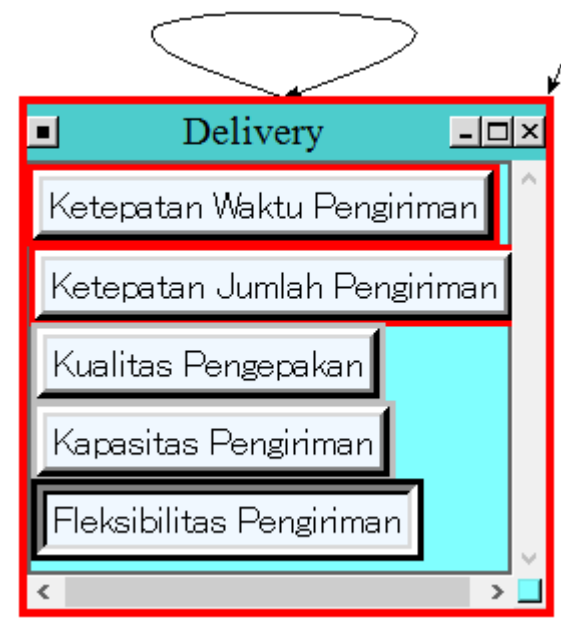 Delivery
Ketepatan Waktu Pengiriman
Ketepatan Jumlah Pengiriman
Kualitas Pengepakan
Kapasitas Pengiriman
Fleksibilitas Pengiriman